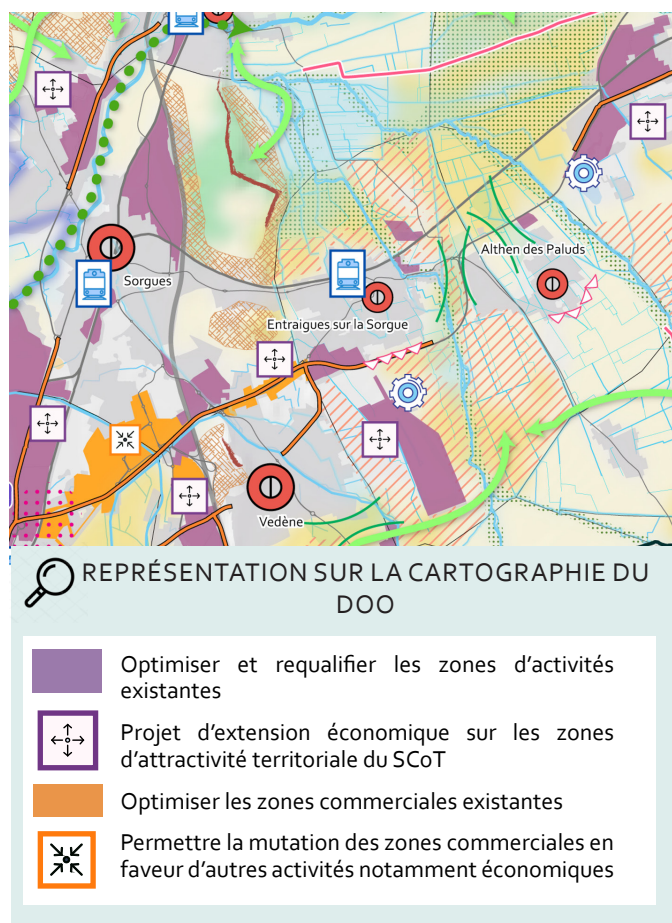 Sorgues
Althen des Paluds
Entraigues sur la Sorgue
Vedène
REPRÉSENTATION SUR LA CARTOGRAPHIE DU
DOO
Optimiser et requalifier les zones d'activités
existantes
Projet d'extension économique sur les zones
d'attractivité territoriale du SCoT
Optimiser les zones commerciales existantes
Permettre la mutation des zones commerciales en
faveur d'autres activités notamment économiques